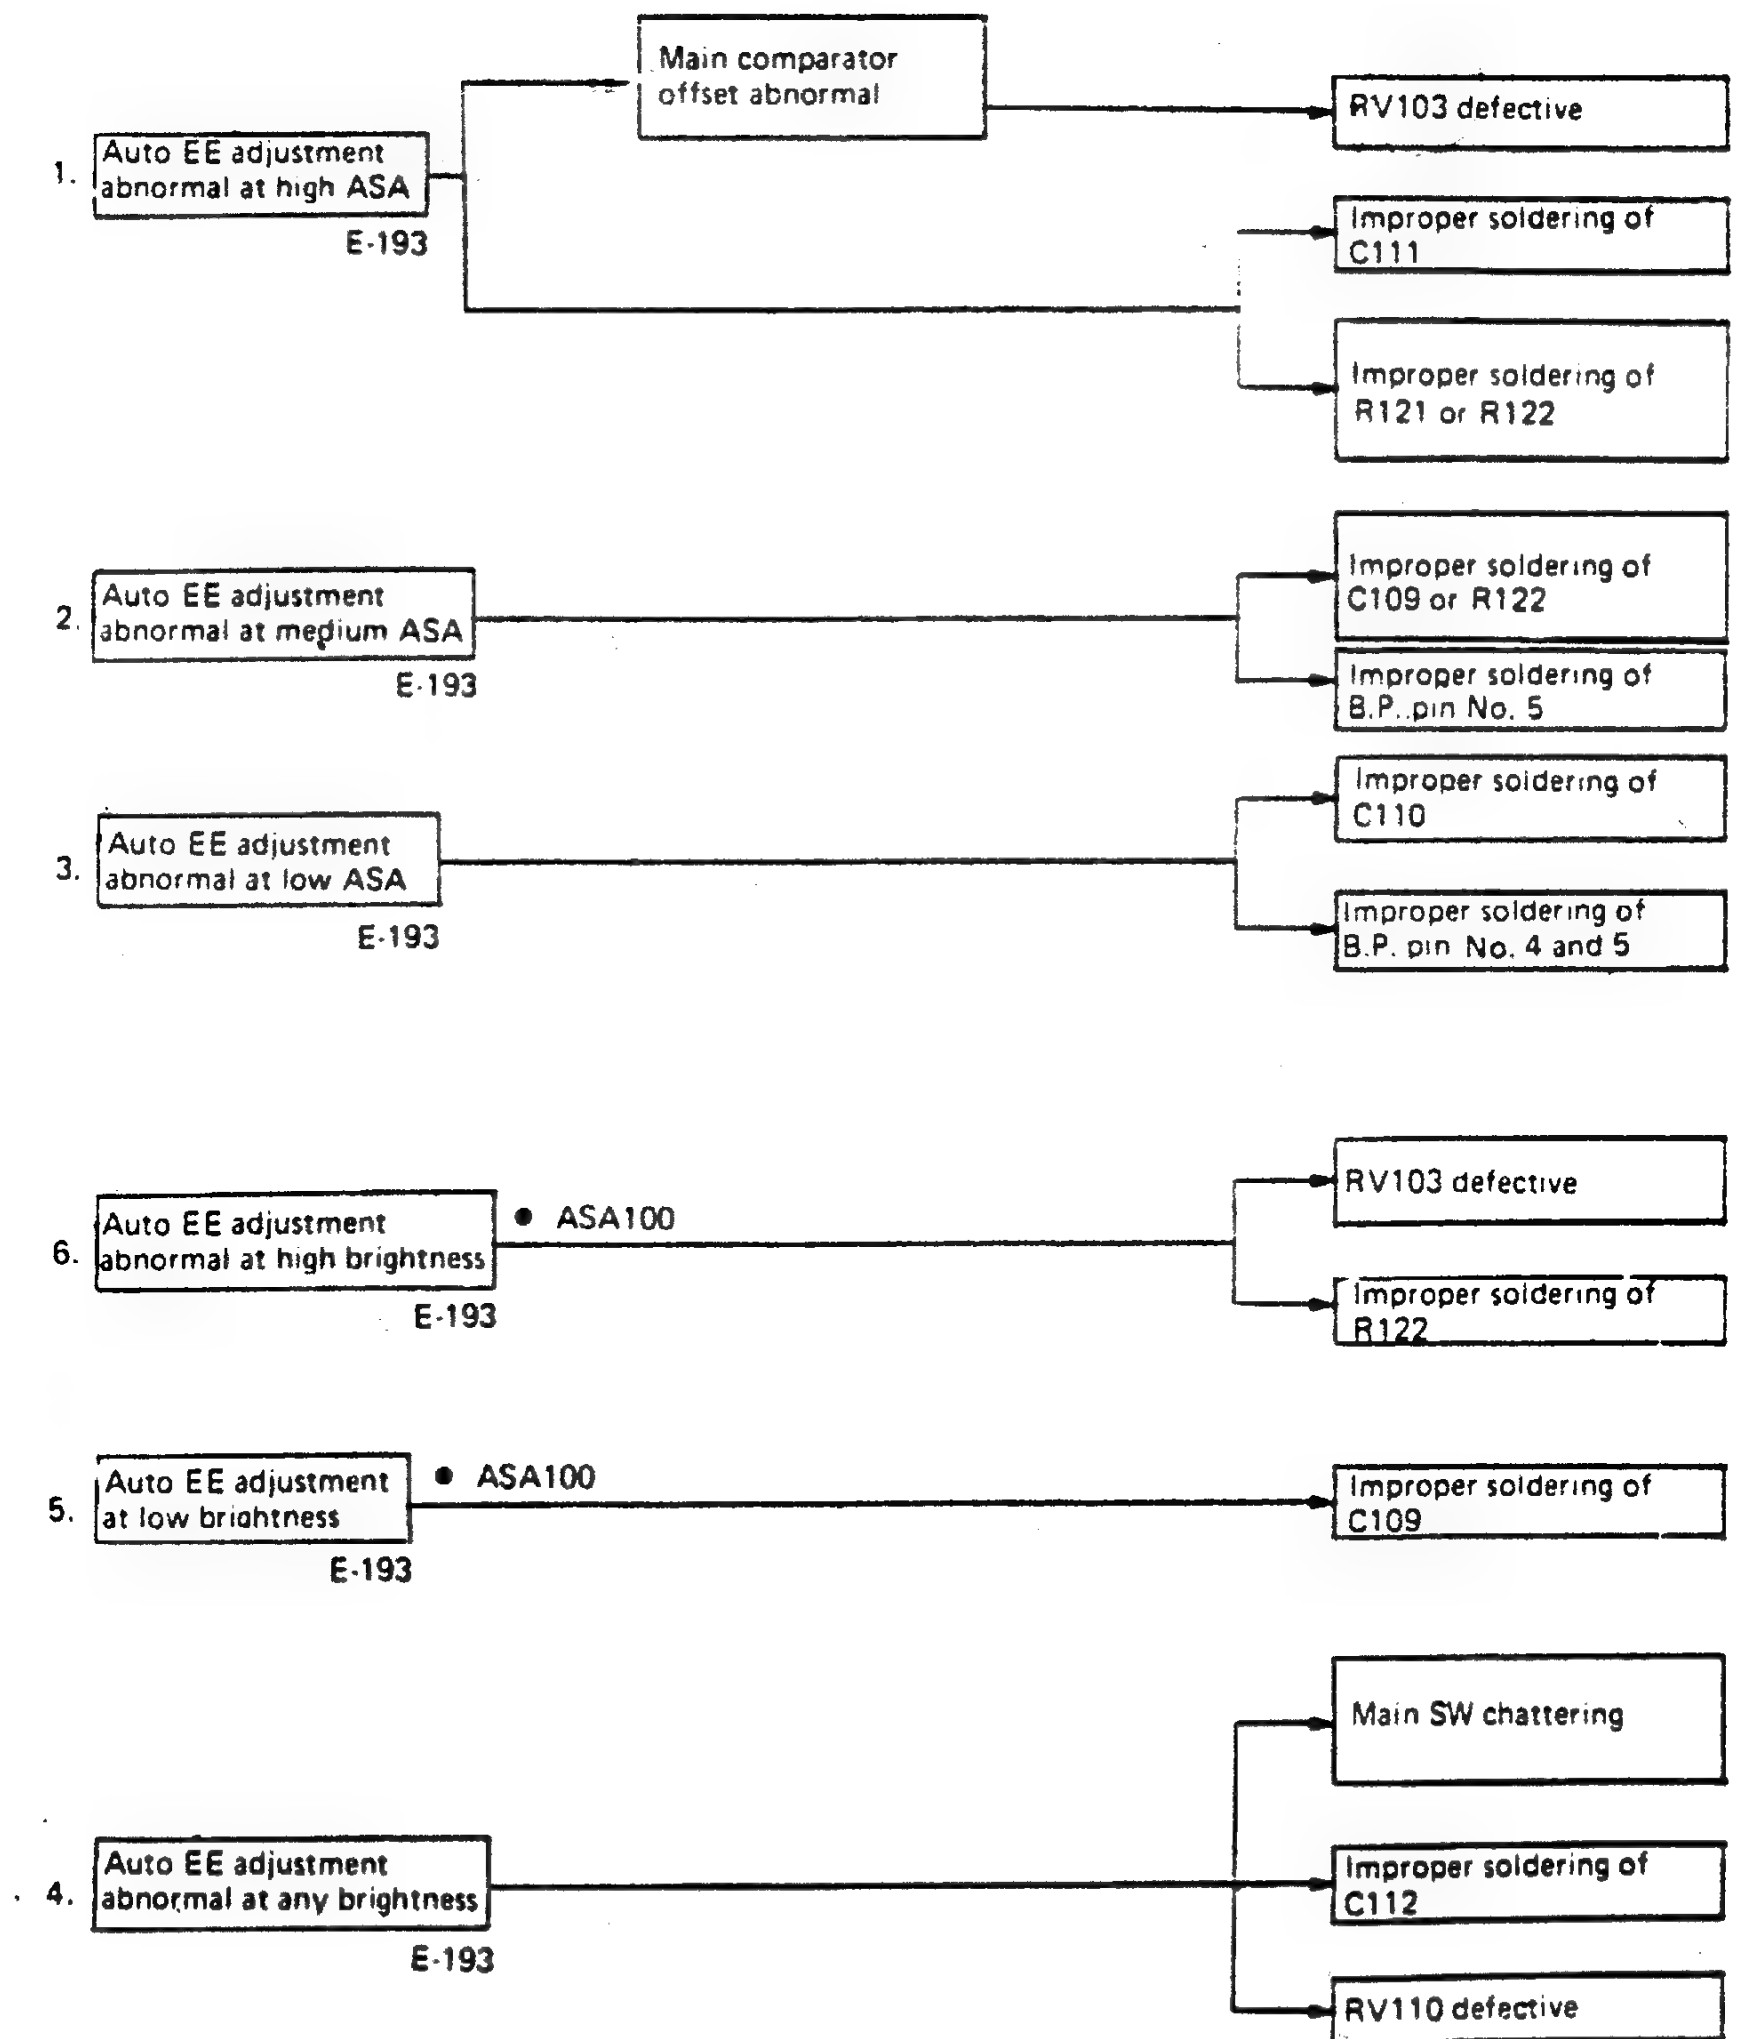 Main comparator
offset abnormal
RV103 defective
1.
Auto EE adjustment
abnormal at high ASA
E-193
Improper soldering of
C111
Improper soldering of
R121 or R122
2.
Auto EE adjustment
abnormal at medium ASA
E-193
Improper soldering of
C109 or R122
Improper soldering of
B.P. pin No. 5
3.
Auto EE adjustment
abnormal at low ASA
E-193
Improper soldering of
C110
Improper soldering of
B.P. pin No. 4 and 5
6.
Auto EE adjustment
abnormal at high brightness
E-193
● ASA100
RV103 defective
Improper soldering of
R122
5.
Auto EE adjustment
at low brightness
E-193
● ASA100
Improper soldering of
C109
4.
Auto EE adjustment
abnormal at any brightness
E-193
Main SW chattering
Improper soldering of
C112
RV110 defective